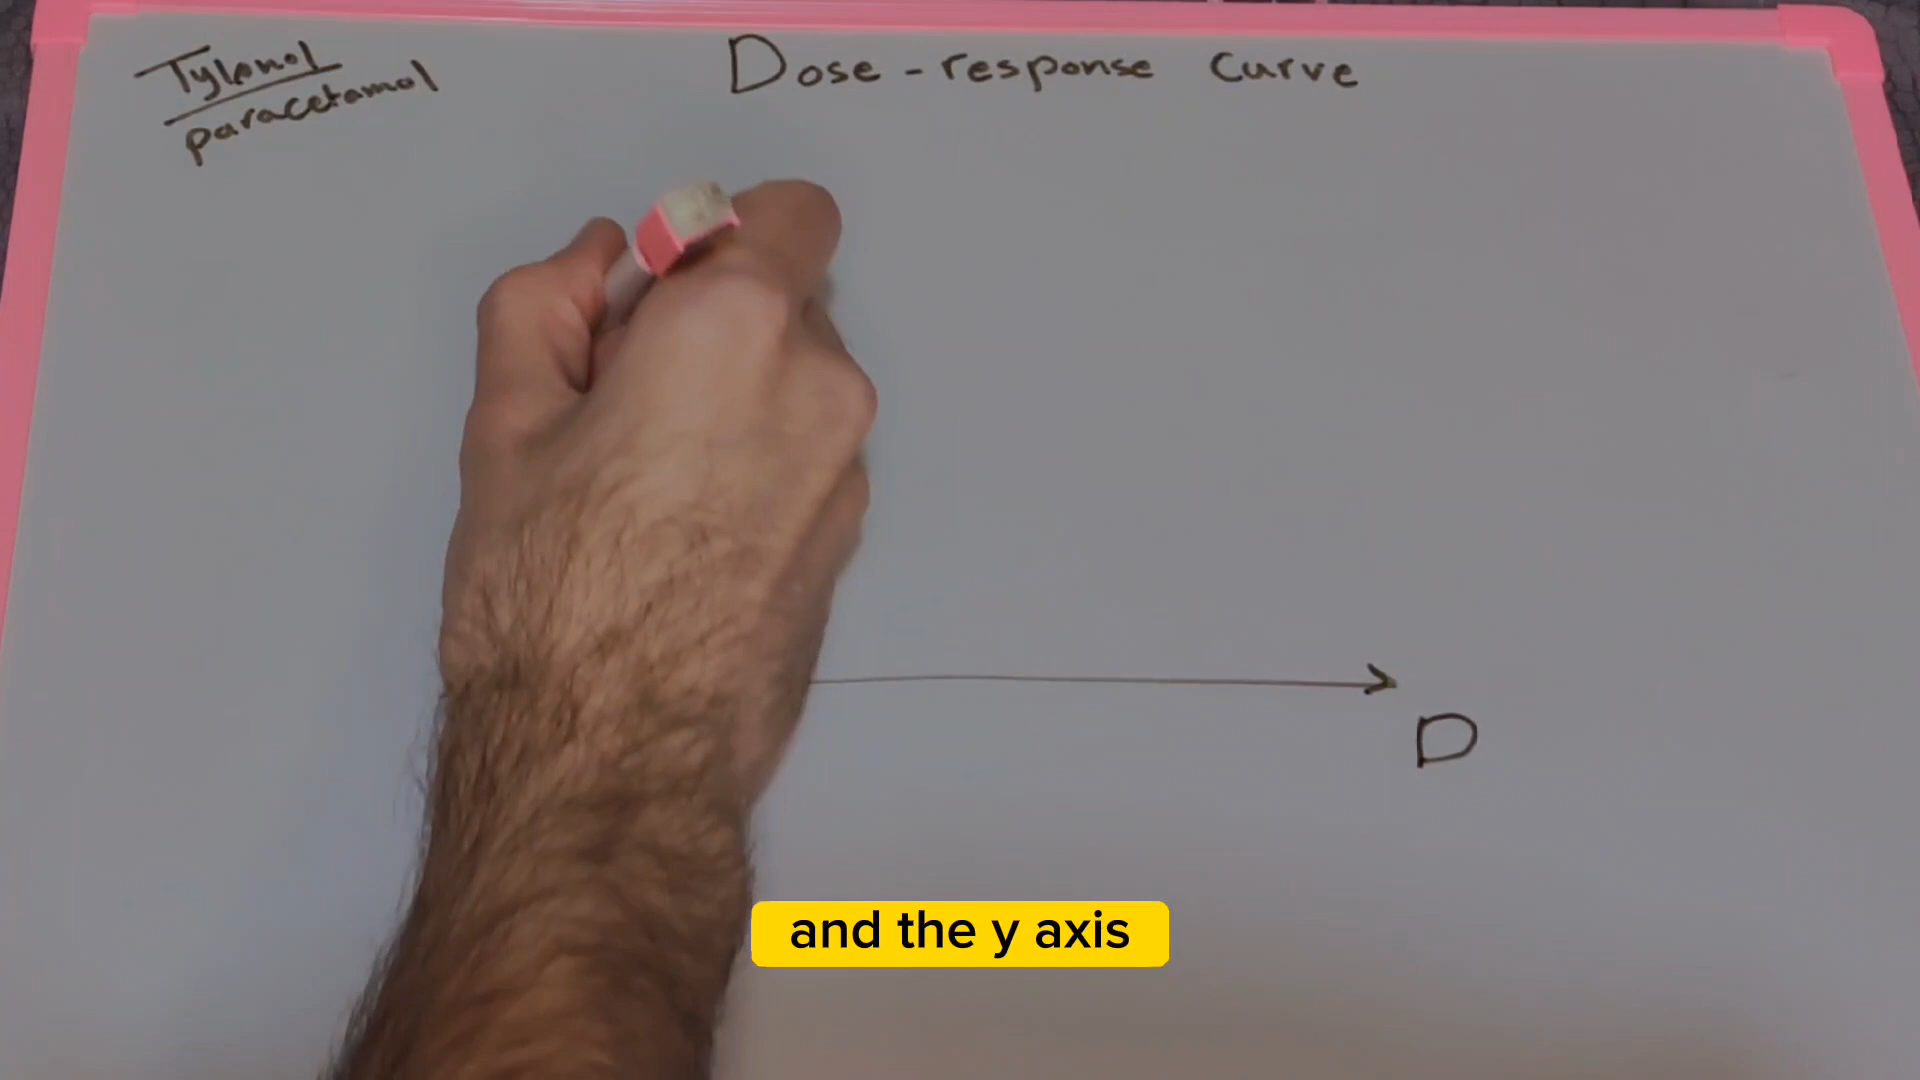 Tylenol
paracetamol
Dose - response curve
D
and the y axis